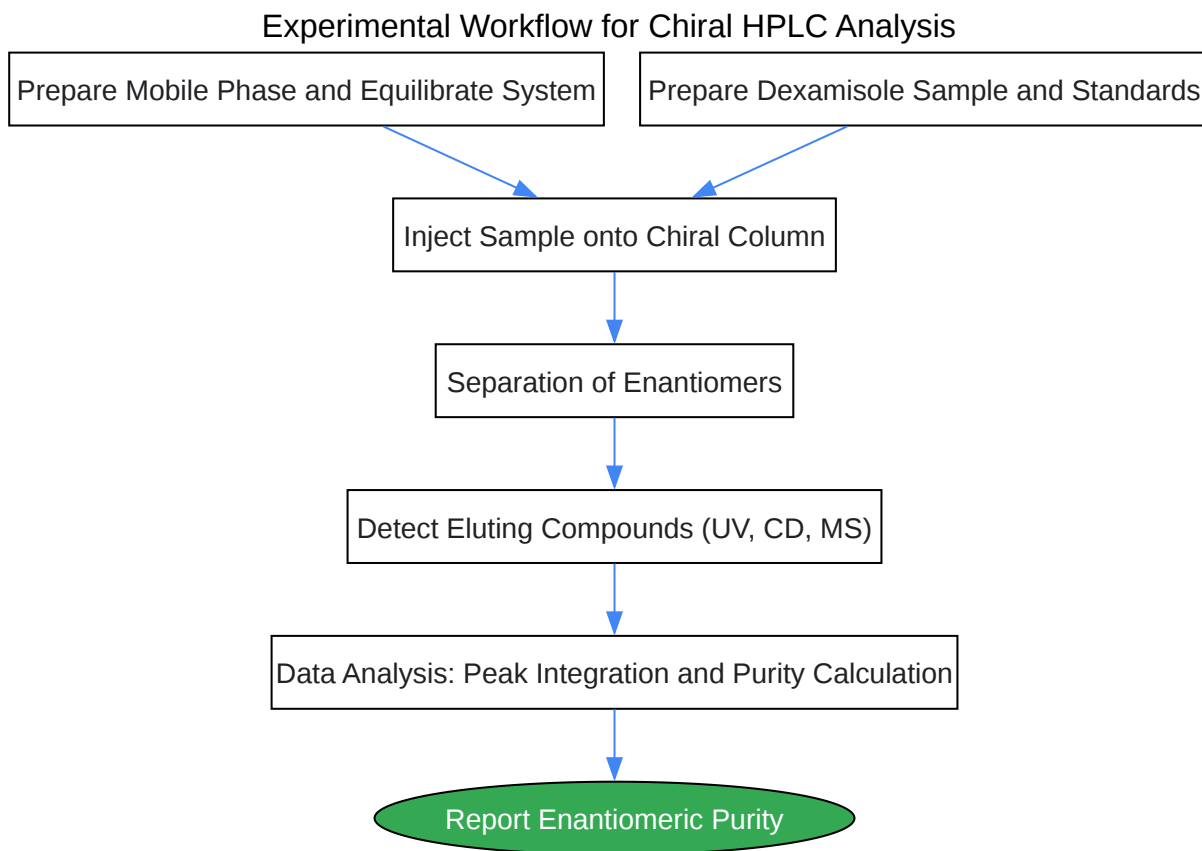 Experimental Workflow for Chiral HPLC Analysis
Prepare Mobile Phase and Equilibrate System
Prepare Dexamisole Sample and Standards
Inject Sample onto Chiral Column
Separation of Enantiomers
Detect Eluting Compounds (UV, CD, MS)
Data Analysis: Peak Integration and Purity Calculation
Report Enantiomeric Purity